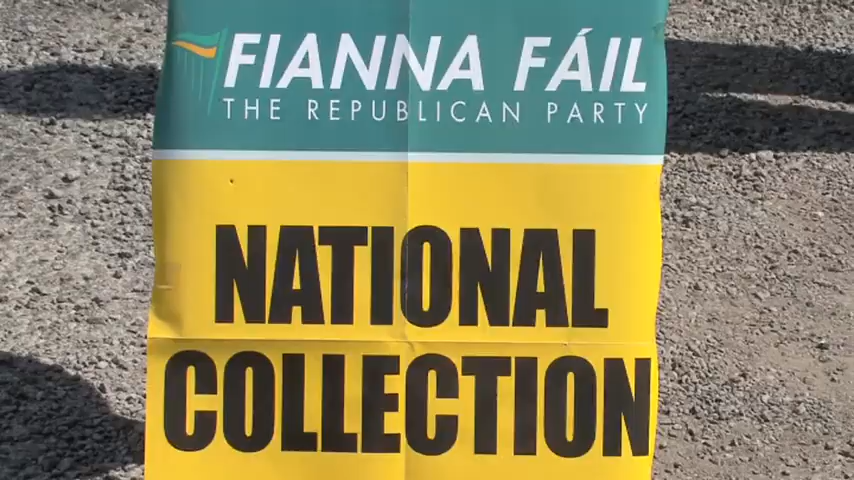 FIANNA FÁIL
THE REPUBLICAN PARTY
NATIONAL
COLLECTION